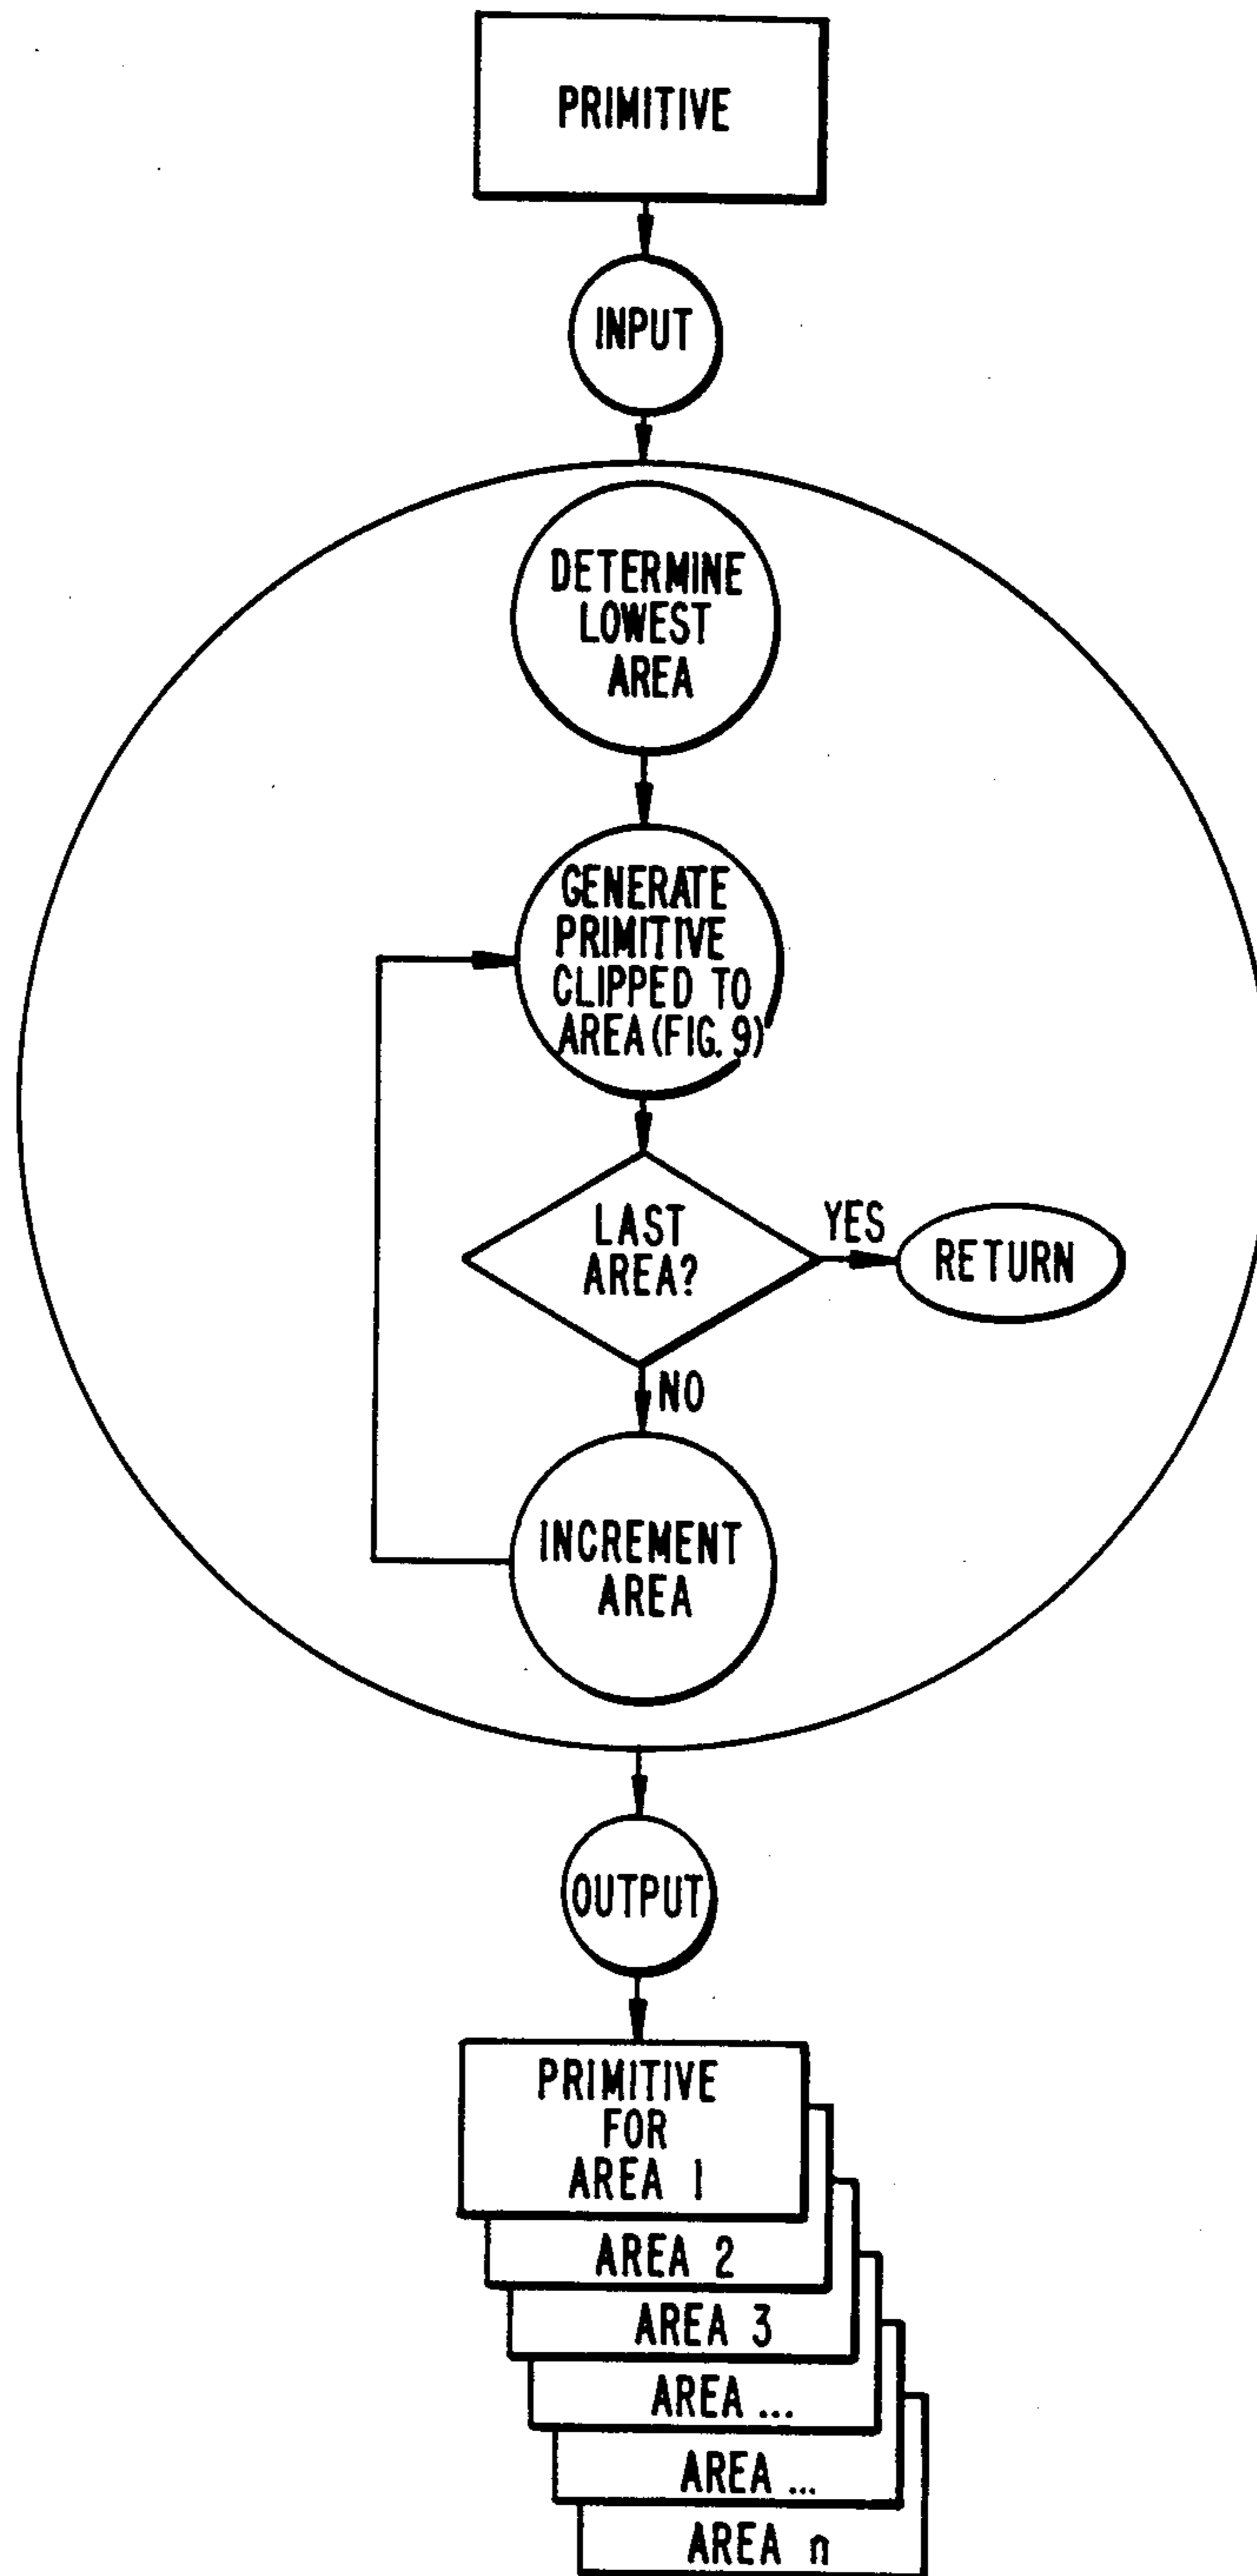 PRIMITIVE
INPUT
DETERMINE
LOWEST
AREA
GENERATE
PRIMITIVE
CLIPPED TO
AREA (FIG. 9)
LAST
AREA?
YES
RETURN
NO
INCREMENT
AREA
OUTPUT
PRIMITIVE
FOR
AREA 1
AREA 2
AREA 3
AREA ...
AREA ...
AREA n